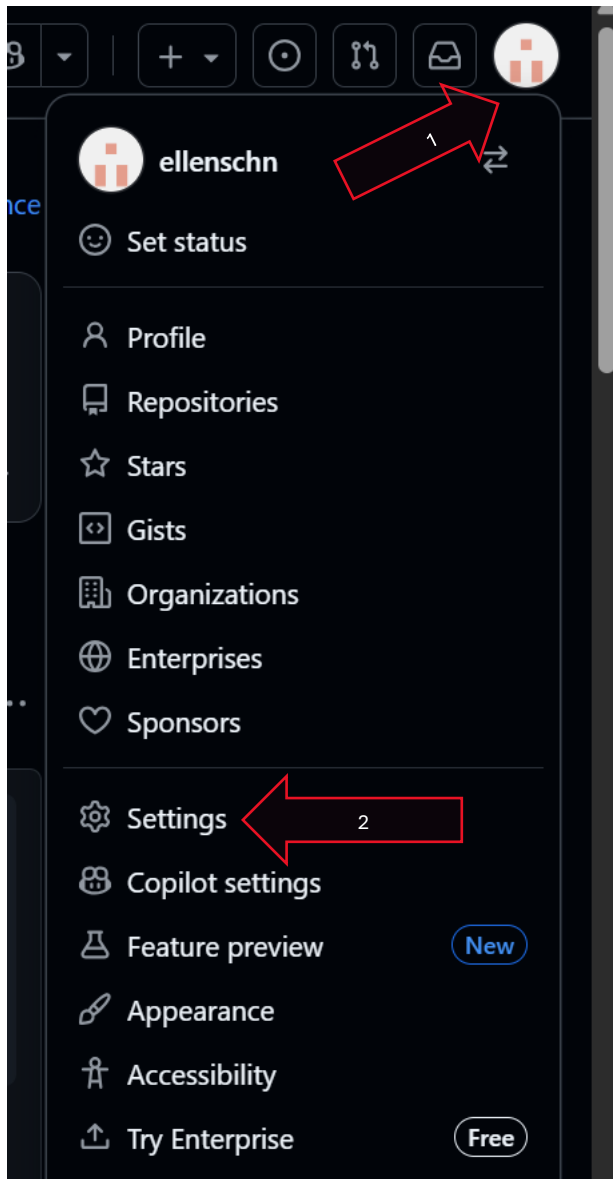 1
ellenschn
nce
Set status
Profile
Repositories
Stars
Gists
Organizations
Enterprises
Sponsors
Settings
2
Copilot settings
Feature preview
New
Appearance
Accessibility
Try Enterprise
Free